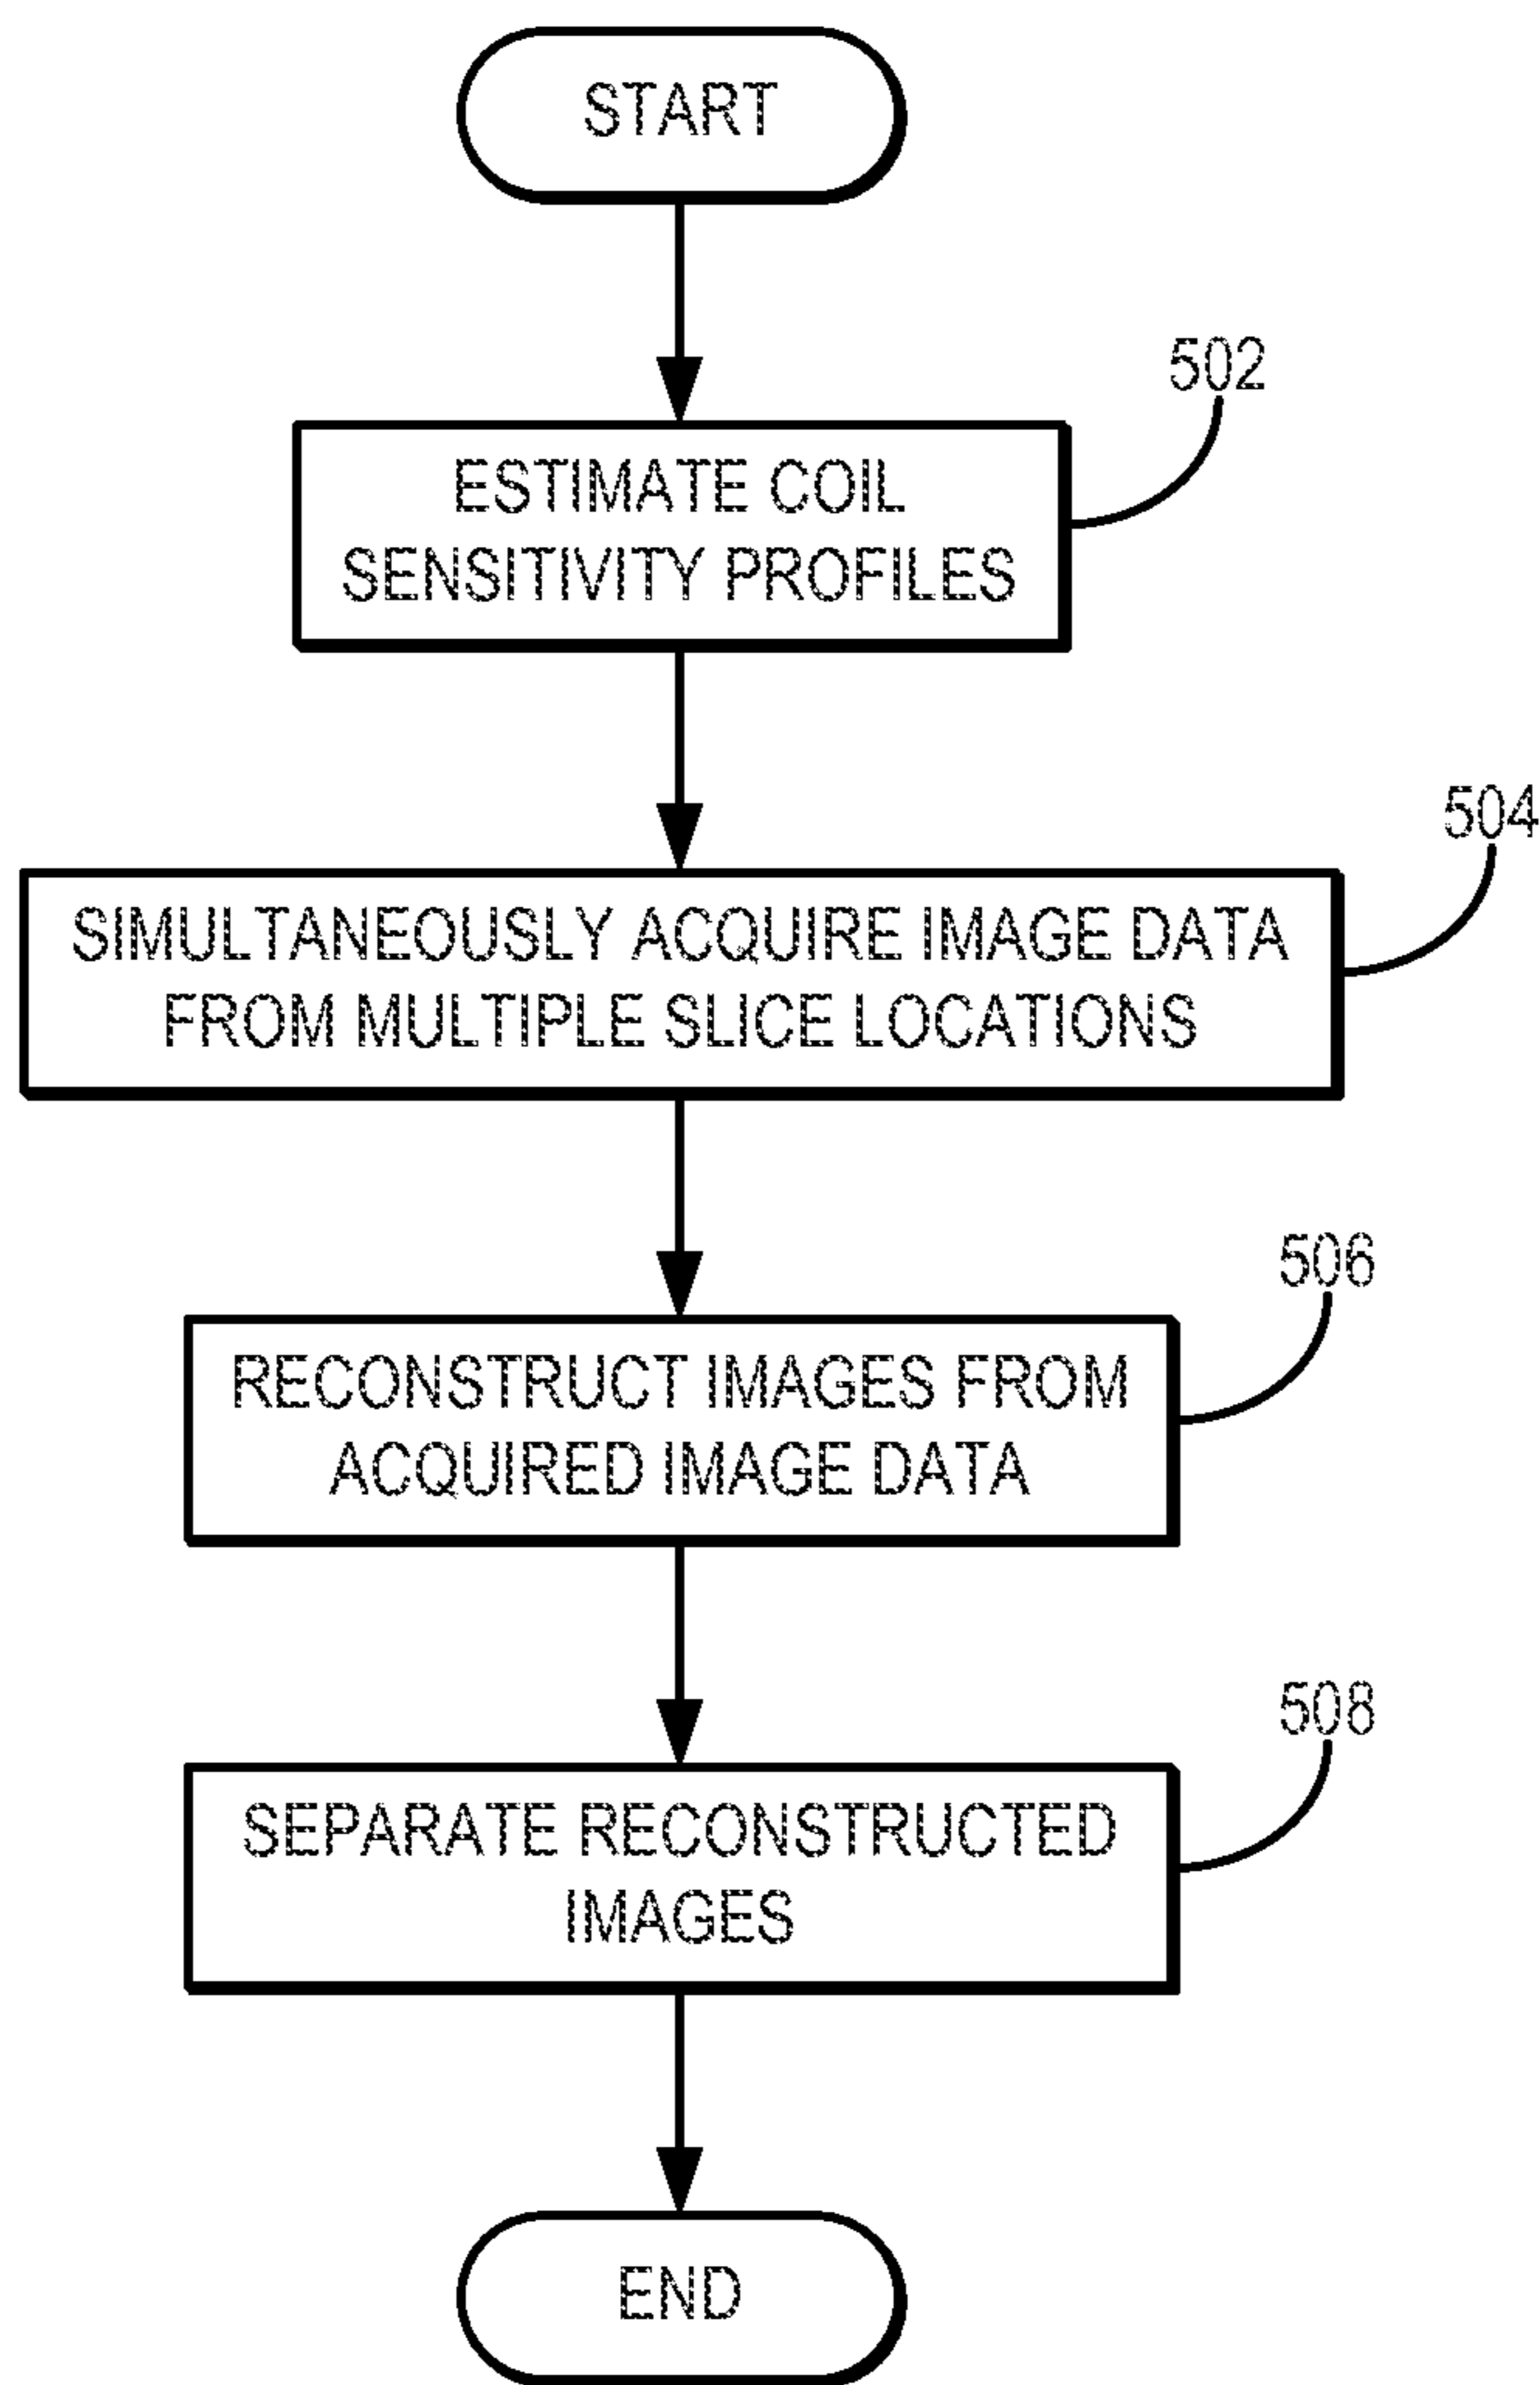 START
502
ESTIMATE COIL
SENSITIVITY PROFILES
504
SIMULTANEOUSLY ACQUIRE IMAGE DATA
FROM MULTIPLE SLICE LOCATIONS
506
RECONSTRUCT IMAGES FROM
ACQUIRED IMAGE DATA
508
SEPARATE RECONSTRUCTED
IMAGES
END